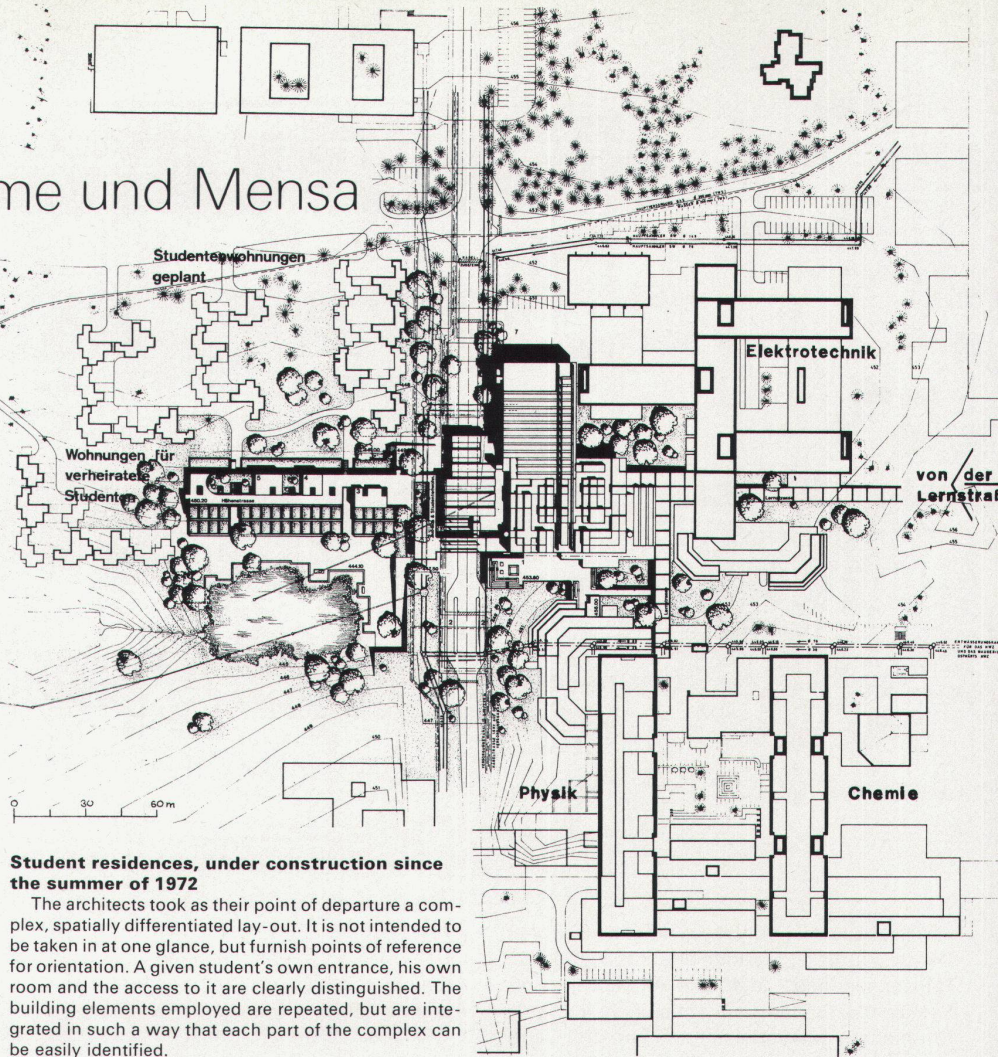 me und Mensa
Studentenwohnungen
geplant
Elektrotechnik
Wohnungen für
verheiratete
Studenten
von der
Physik
Chemie
0 30 60 m
Student residences, under construction since
the summer of 1972
The architects took as their point of departure a com-
plex, spatially differentiated lay-out. It is not intended to
be taken in at one glance, but furnish points of reference
for orientation. A given student's own entrance, his own
room and the access to it are clearly distinguished. The
building elements employed are repeated, but are inte-
grated in such a way that each part of the complex can
be easily identified.